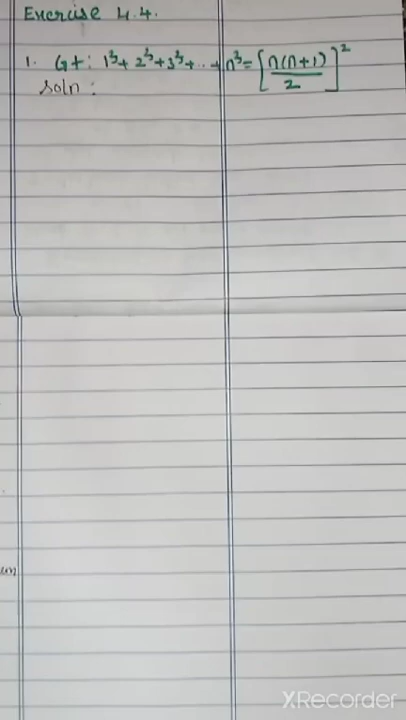 Exercise 4.4.
1. Gt: 1³+ 2³+3³+ .. + n³ = [n(n+1)/2]²
Soln :
XRecorder